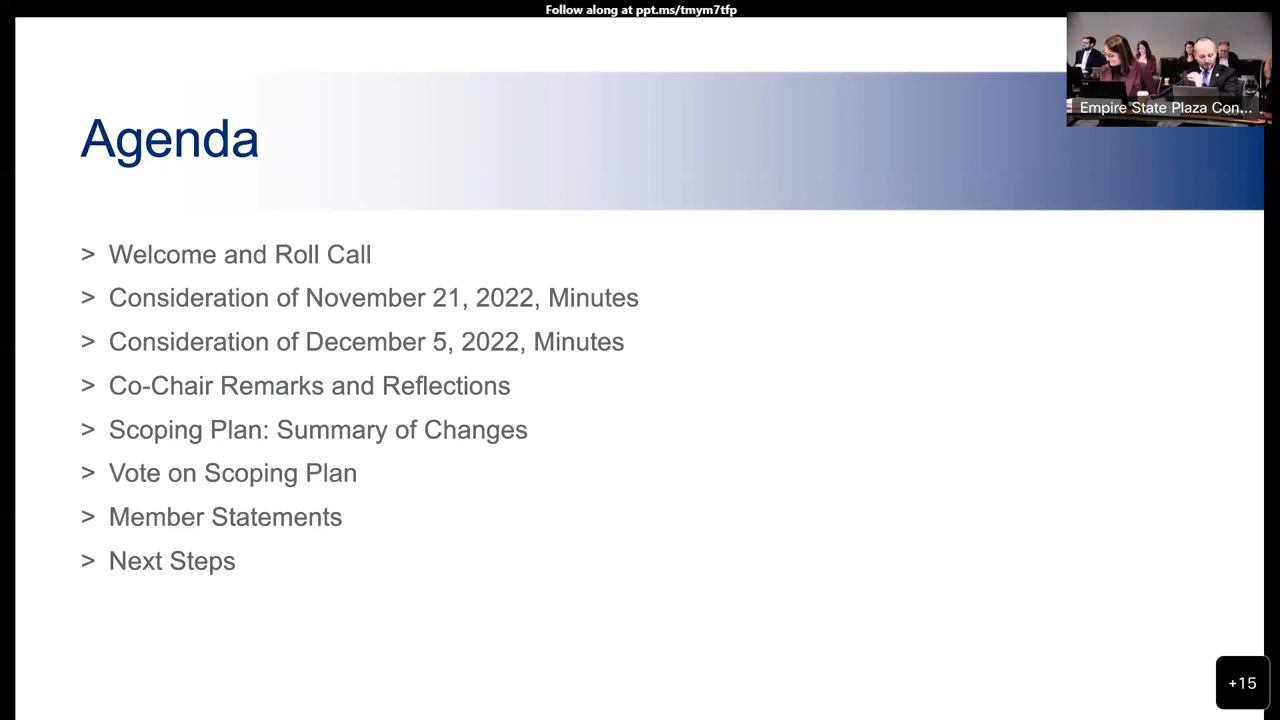 Follow along at ppt.ms/tmym7tfp
Empire State Plaza Con...
Agenda
> Welcome and Roll Call
> Consideration of November 21, 2022, Minutes
> Consideration of December 5, 2022, Minutes
> Co-Chair Remarks and Reflections
> Scoping Plan: Summary of Changes
> Vote on Scoping Plan
> Member Statements
> Next Steps
+15